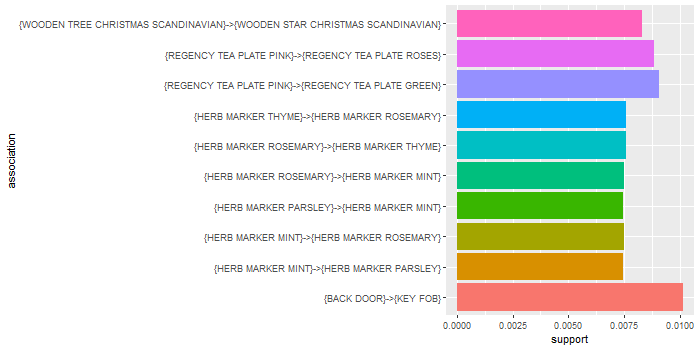 {WOODEN TREE CHRISTMAS SCANDINAVIAN}->{WOODEN STAR CHRISTMAS SCANDINAVIAN}
{REGENCY TEA PLATE PINK}->{REGENCY TEA PLATE ROSES}
{REGENCY TEA PLATE PINK}->{REGENCY TEA PLATE GREEN}
{HERB MARKER THYME}->{HERB MARKER ROSEMARY}
{HERB MARKER ROSEMARY}->{HERB MARKER THYME}
{HERB MARKER ROSEMARY}->{HERB MARKER MINT}
{HERB MARKER PARSLEY}->{HERB MARKER MINT}
{HERB MARKER MINT}->{HERB MARKER ROSEMARY}
{HERB MARKER MINT}->{HERB MARKER PARSLEY}
{BACK DOOR}->{KEY FOB}
association
0.0000 0.0025 0.0050 0.0075 0.0100
support